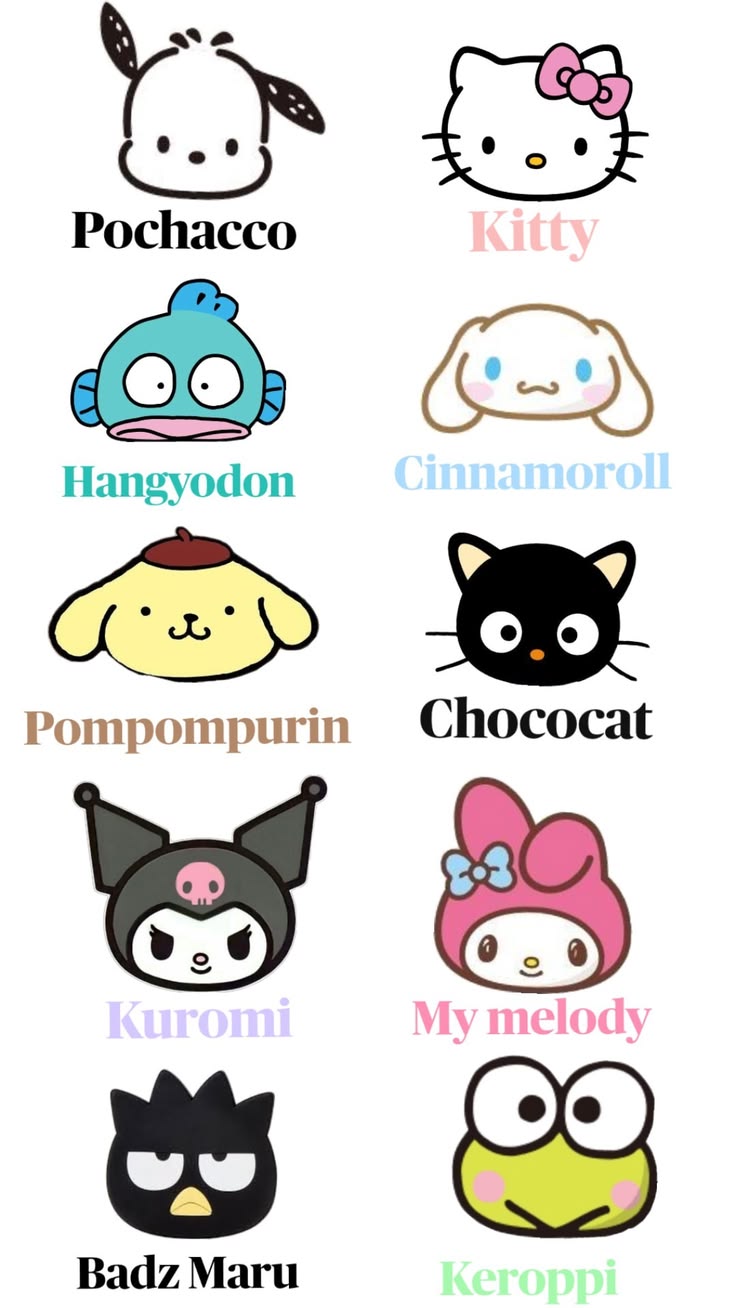 Pochacco
Kitty
Hangyodon
Cinnamoroll
Pompompurin
Chococat
Kuromi
My melody
Badz Maru
Keroppi